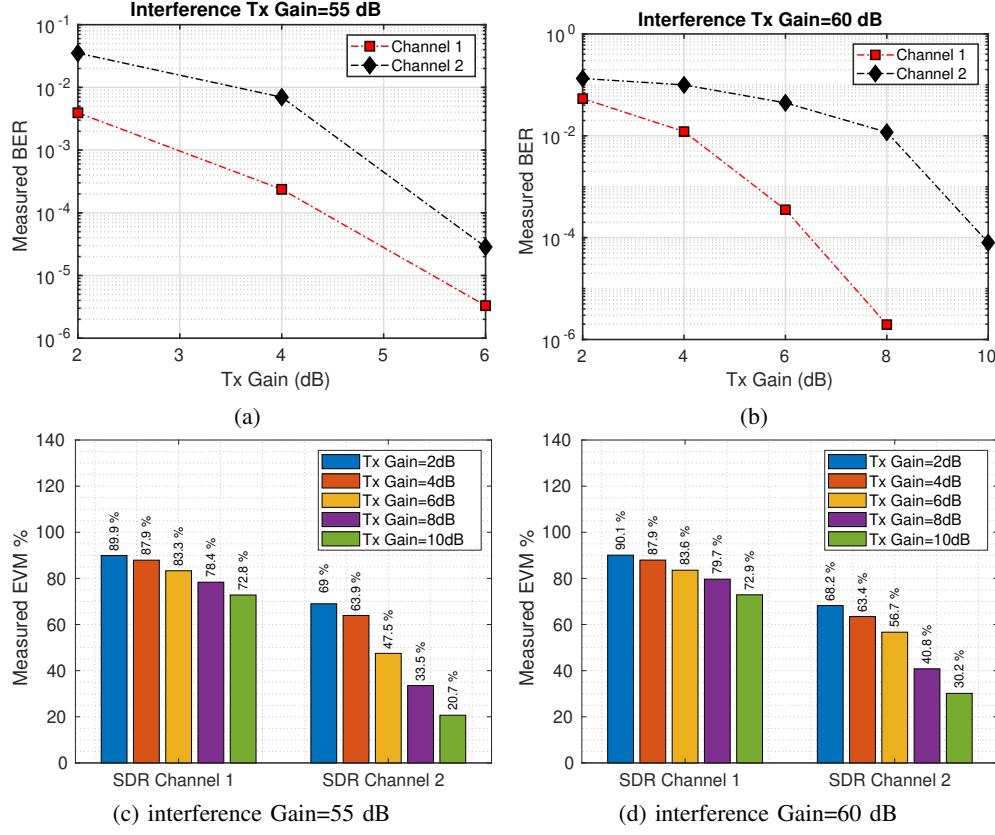 Interference Tx Gain=55 dB
Channel 1
Channel 2
Measured BER
10^-1
10^-2
10^-3
10^-4
10^-5
10^-6
2 3 4 5 6
Tx Gain (dB)
(a)
Interference Tx Gain=60 dB
Channel 1
Channel 2
Measured BER
10^0
10^-2
10^-4
10^-6
2 4 6 8 10
Tx Gain (dB)
(b)
Measured EVM %
140
120
100
80
60
40
20
0
Tx Gain=2dB
Tx Gain=4dB
Tx Gain=6dB
Tx Gain=8dB
Tx Gain=10dB
89.9 %
87.9 %
83.3 %
78.4 %
72.8 %
69 %
63.9 %
47.5 %
33.5 %
20.7 %
SDR Channel 1 SDR Channel 2
(c) interference Gain=55 dB
Measured EVM %
140
120
100
80
60
40
20
0
Tx Gain=2dB
Tx Gain=4dB
Tx Gain=6dB
Tx Gain=8dB
Tx Gain=10dB
90.1 %
87.9 %
83.6 %
79.7 %
72.9 %
68.2 %
63.4 %
56.7 %
40.8 %
30.2 %
SDR Channel 1 SDR Channel 2
(d) interference Gain=60 dB